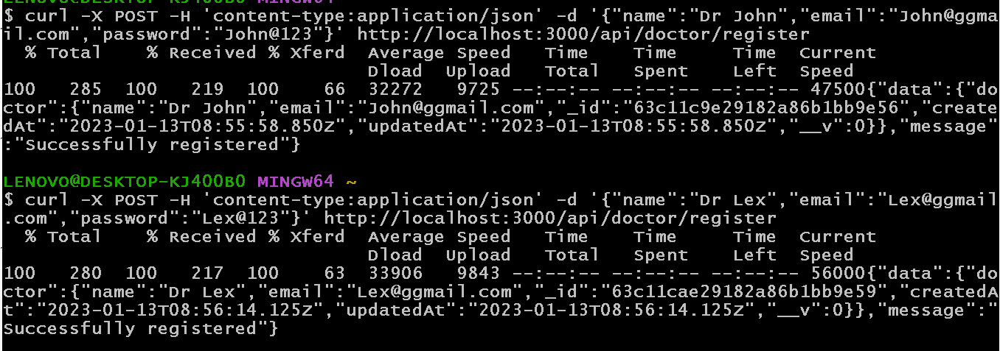 $ curl -X POST -H 'content-type:application/json' -d '{"name":"Dr John","email":"John@ggma
il.com","password":"John@123"}' http://localhost:3000/api/doctor/register
  % Total    % Received % Xferd  Average Speed   Time    Time     Time  Current
                                 Dload  Upload   Total   Spent    Left  Speed
100   285  100   219  100    66  32272   9725 --:--:-- --:--:-- --:--:-- 47500{"data":{"do
ctor":{"name":"Dr John","email":"John@ggmail.com","_id":"63c11c9e29182a86b1bb9e56","create
dAt":"2023-01-13T08:55:58.850Z","updatedAt":"2023-01-13T08:55:58.850Z","__v":0}},"message"
:"Successfully registered"}
LENOVO@DESKTOP-KJ400B0 MINGW64 ~
$ curl -X POST -H 'content-type:application/json' -d '{"name":"Dr Lex","email":"Lex@ggmail
.com","password":"Lex@123"}' http://localhost:3000/api/doctor/register
  % Total    % Received % Xferd  Average Speed   Time    Time     Time  Current
                                 Dload  Upload   Total   Spent    Left  Speed
100   280  100   217  100    63  33906   9843 --:--:-- --:--:-- --:--:-- 56000{"data":{"do
ctor":{"name":"Dr Lex","email":"Lex@ggmail.com","_id":"63c11cae29182a86b1bb9e59","createdA
t":"2023-01-13T08:56:14.125Z","updatedAt":"2023-01-13T08:56:14.125Z","__v":0}},"message":"
Successfully registered"}